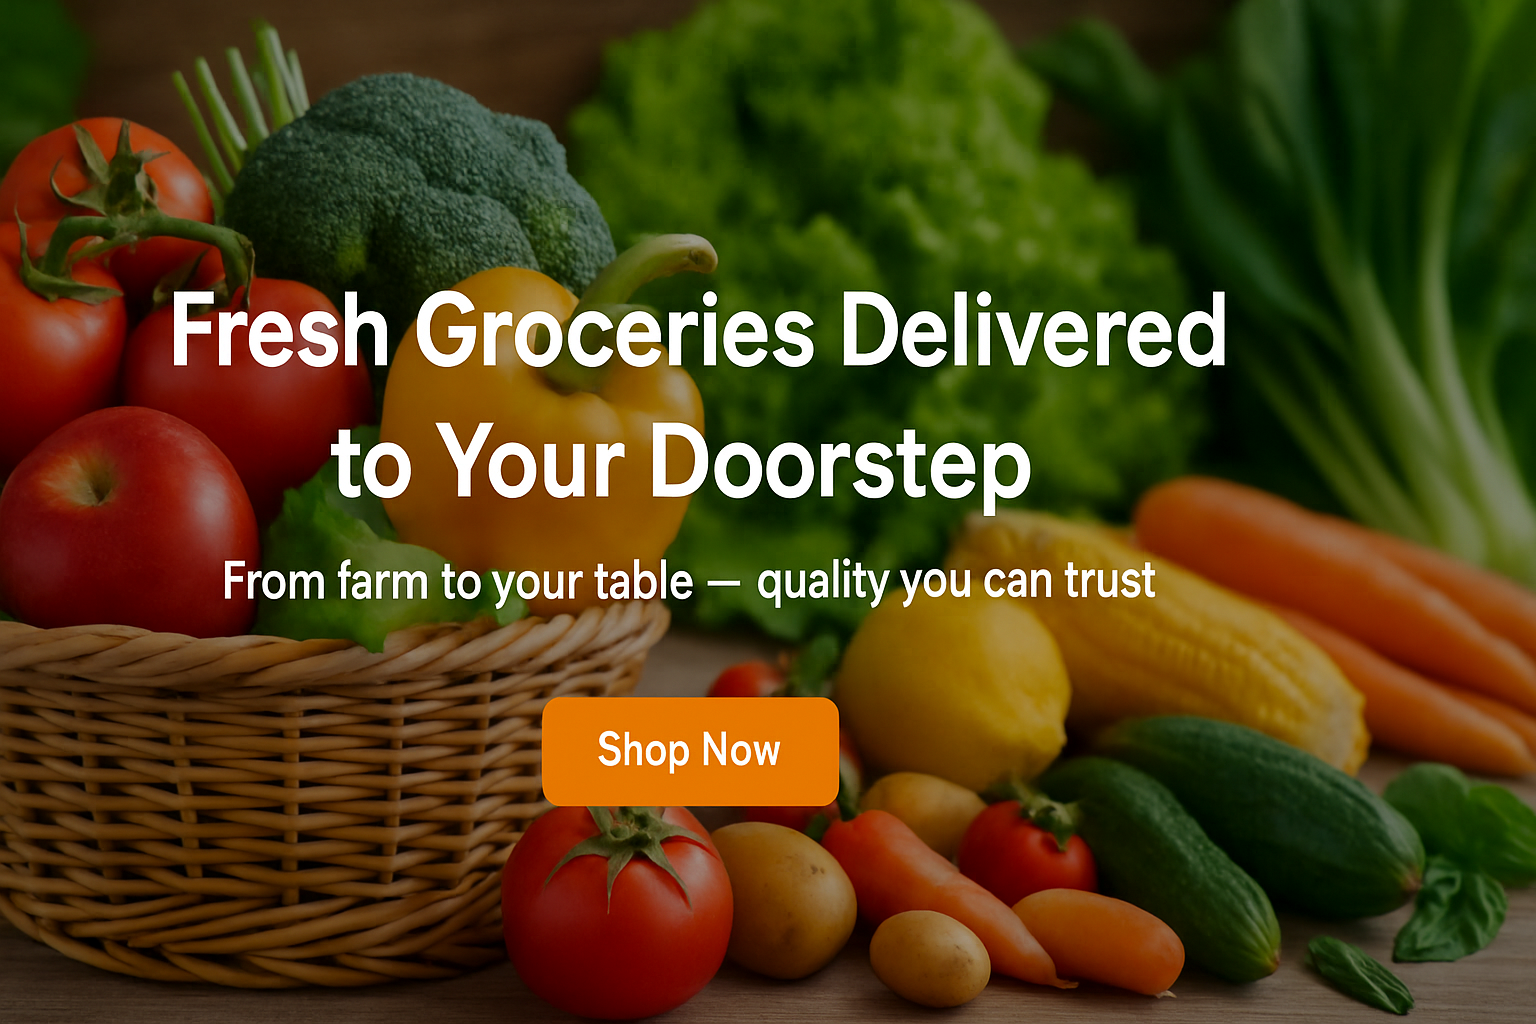 Fresh Groceries Delivered
to Your Doorstep
From farm to your table — quality you can trust
Shop Now